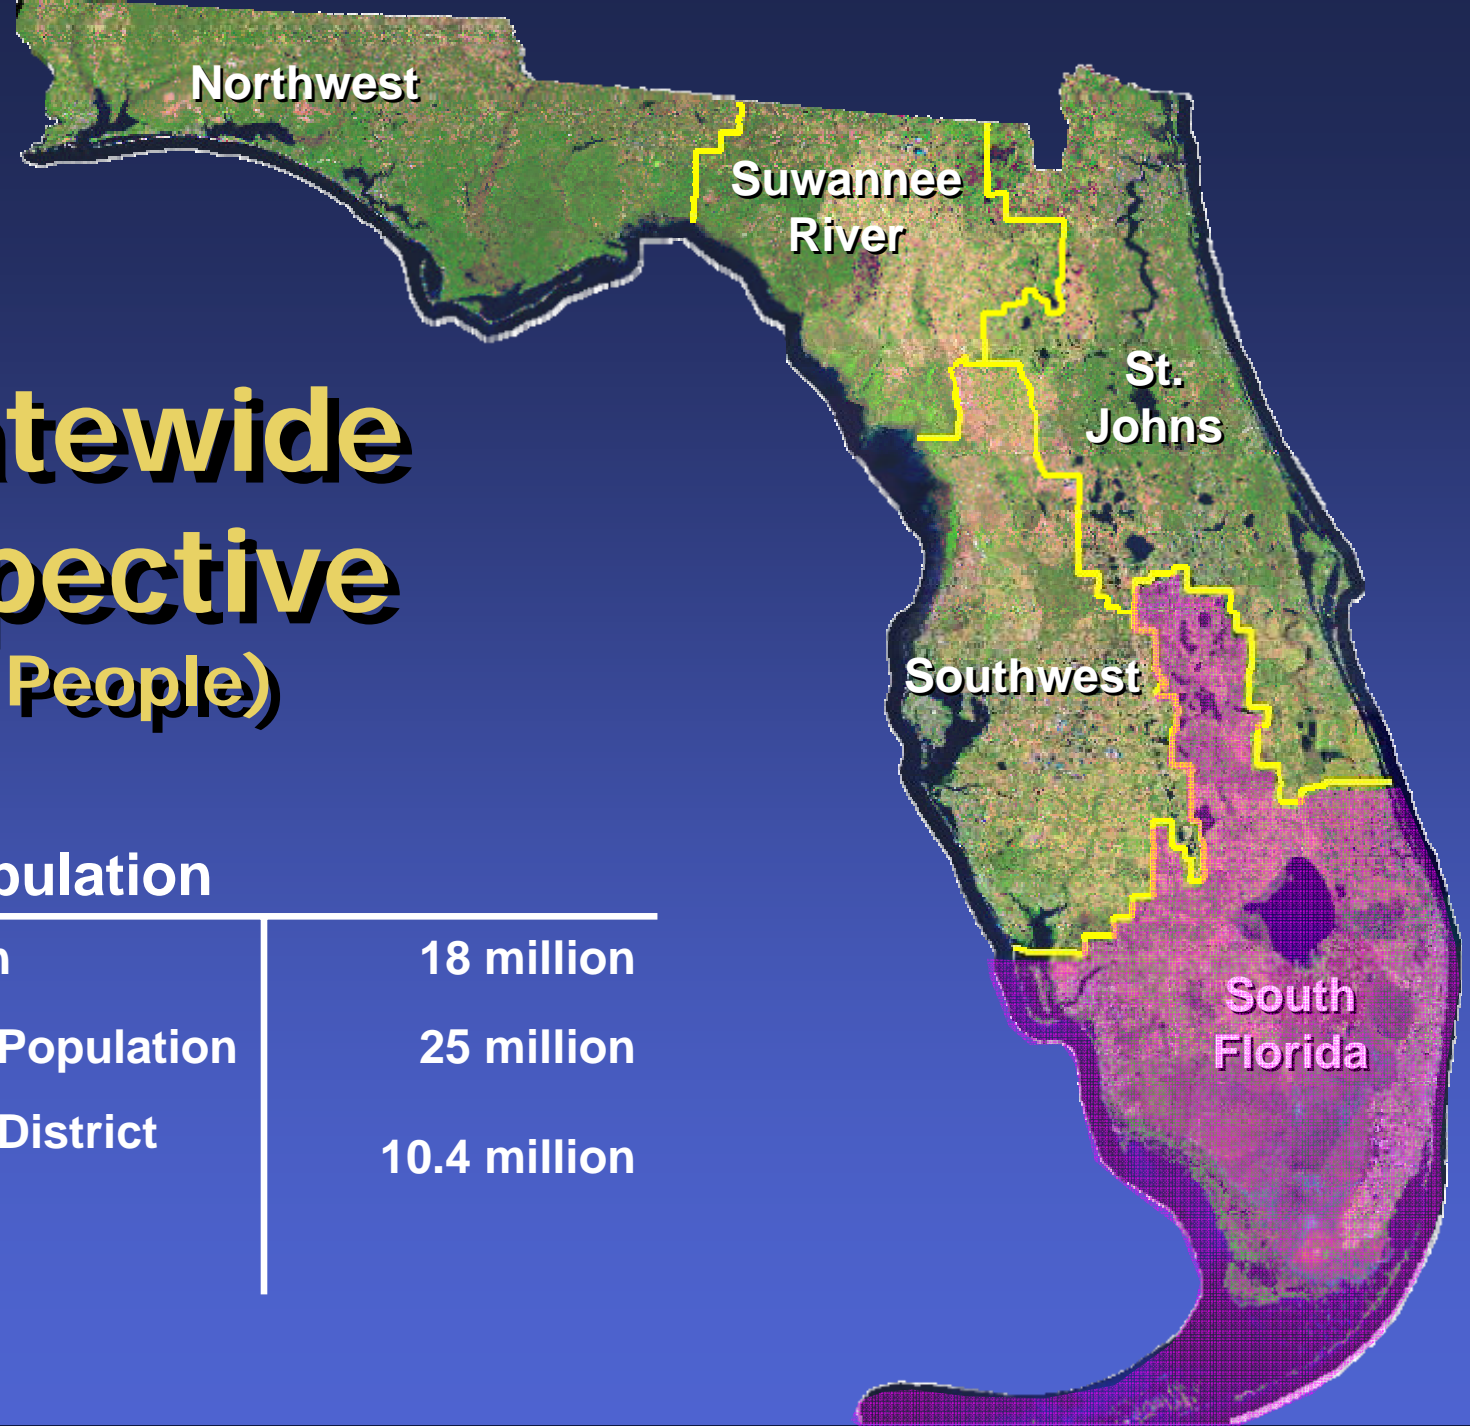 Northwest
Suwannee
River
St.
Johns
tewide
pective
People)
Southwest
pulation
18 million
South
Florida
Population 25 million
District
10.4 million